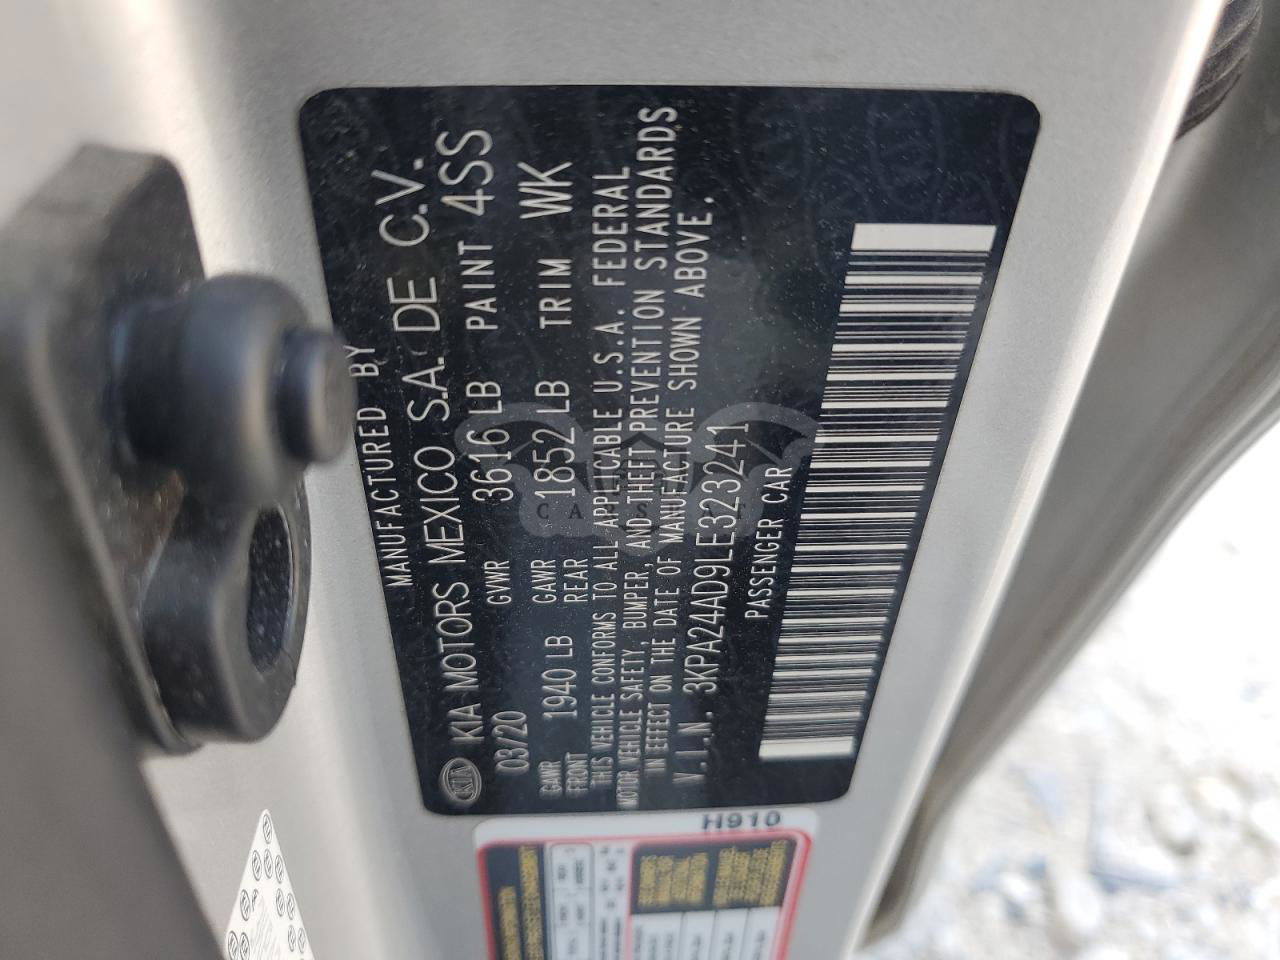 MANUFACTURED BY
KIA KIA MOTORS MEXICO S.A. DE C.V.
03/20 GVWR 3616 LB PAINT 4SS
GAWR FRONT 1940 LB GAWR REAR 1852 LB TRIM WK
THIS VEHICLE CONFORMS TO ALL APPLICABLE U.S.A. FEDERAL
MOTOR VEHICLE SAFETY, BUMPER, AND THEFT PREVENTION STANDARDS
IN EFFECT ON THE DATE OF MANUFACTURE SHOWN ABOVE.
V.I.N. 3KPA24AD9LE323241
PASSENGER CAR
H910